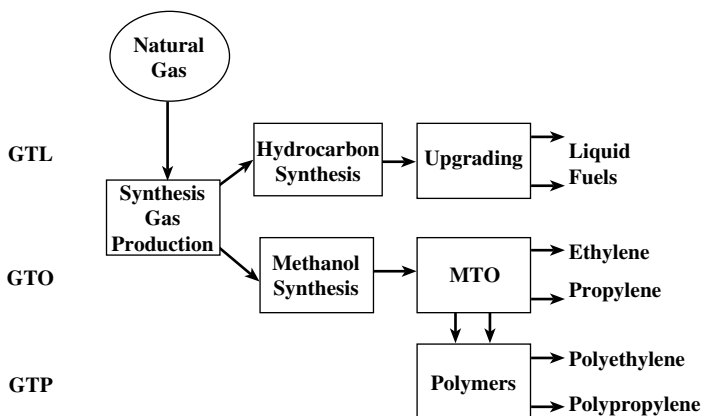 Natural
Gas
GTL
Hydrocarbon
Synthesis
Upgrading
Liquid
Fuels
Synthesis
Gas
Production
GTO
Methanol
Synthesis
MTO
Ethylene
Propylene
GTP
Polymers
Polyethylene
Polypropylene